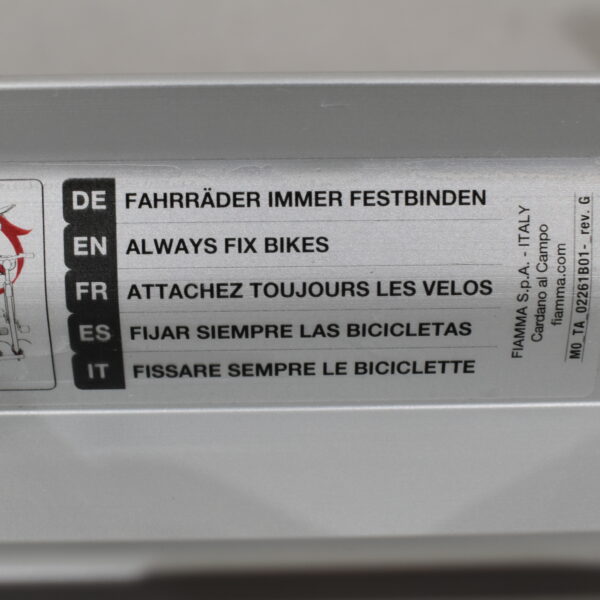 DE FAHRRÄDER IMMER FESTBINDEN
EN ALWAYS FIX BIKES
FR ATTACHEZ TOUJOURS LES VELOS
ES FIJAR SIEMPRE LAS BICICLETAS
IT FISSARE SEMPRE LE BICICLETTE
FIAMMA S.p.A. - ITALY
Cardano al Campo
fiamma.com
M0_TA_02261B01-_rev. G